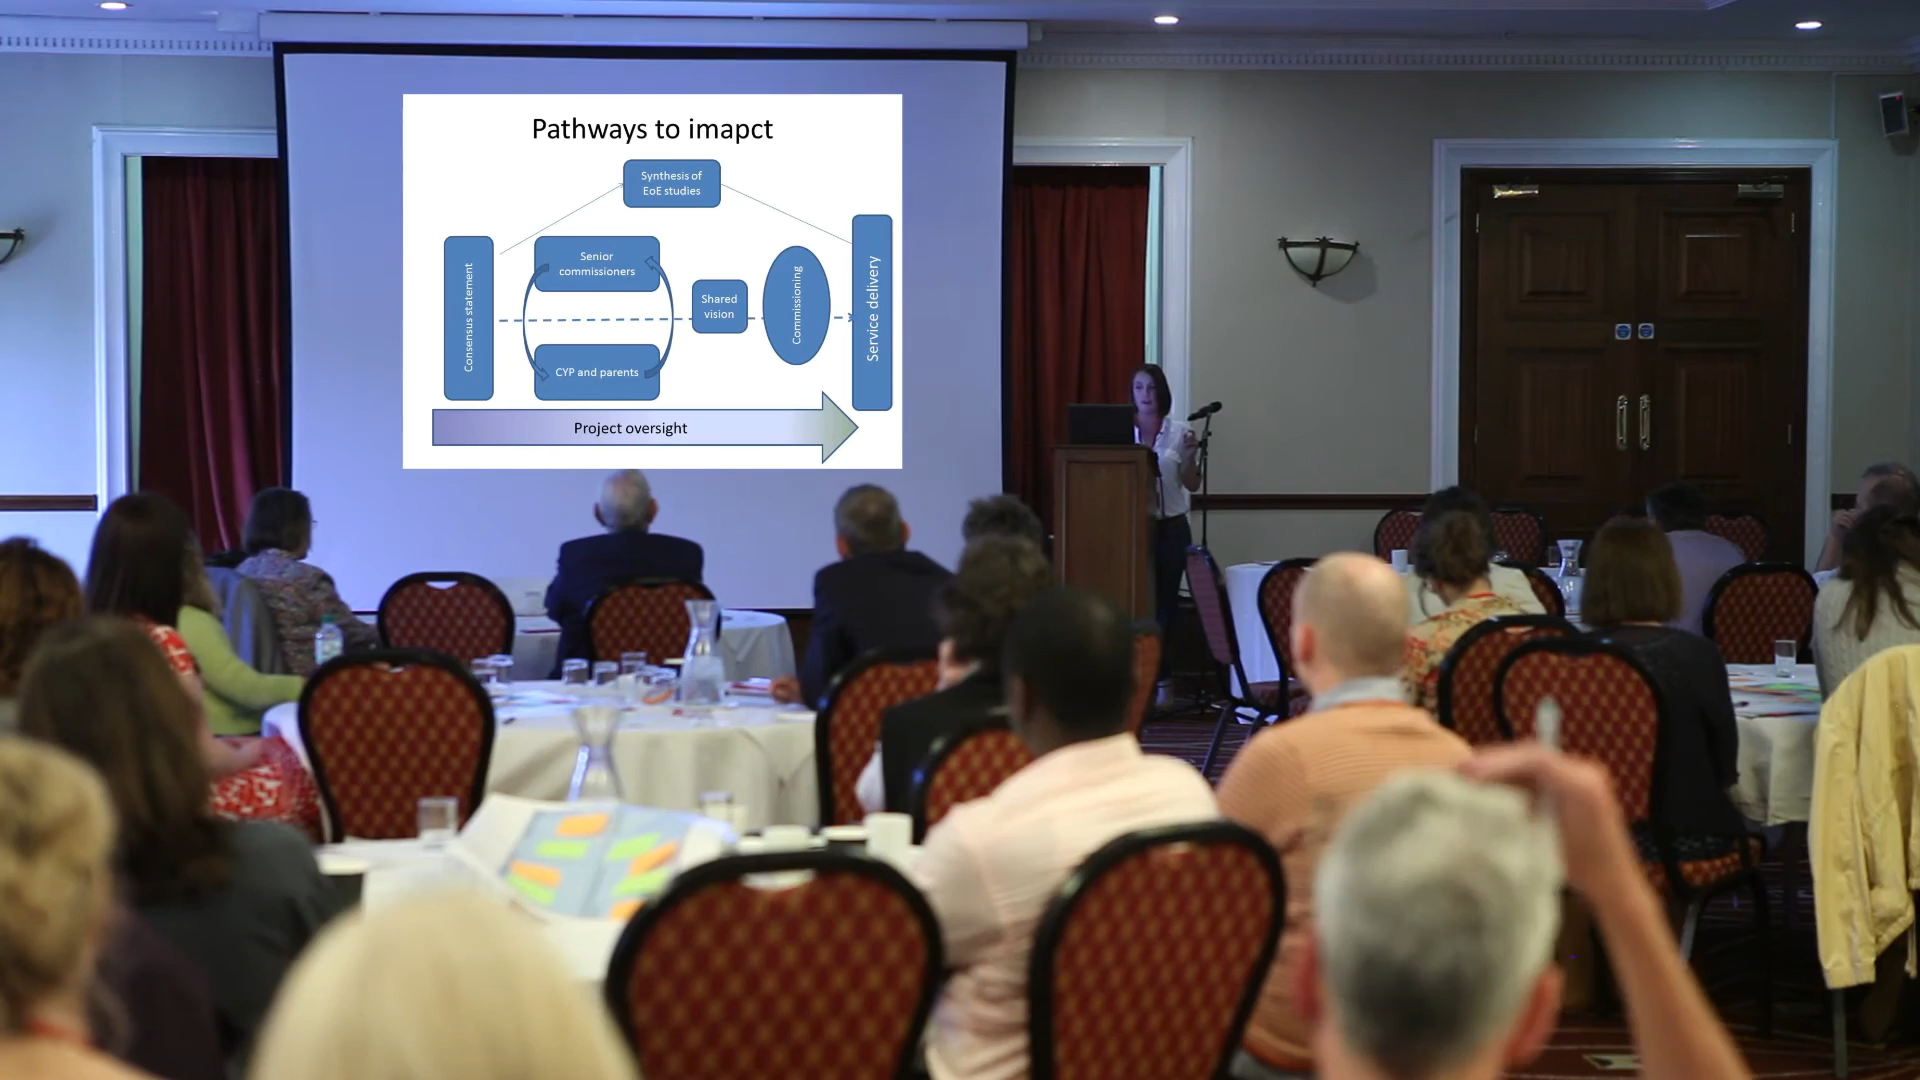 Pathways to imapct
Synthesis of
EoE studies
Consensus statement
Senior
commissioners
CYP and parents
Shared
vision
Commissioning
Service delivery
Project oversight